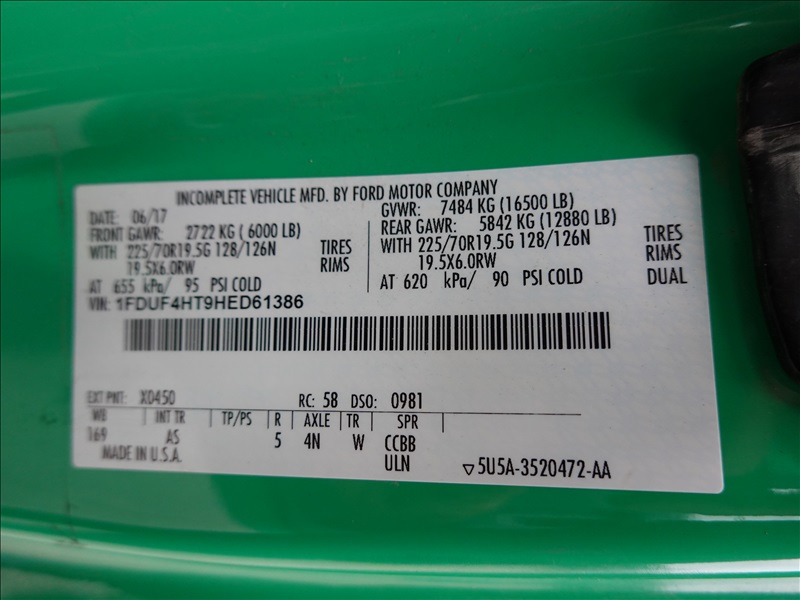 INCOMPLETE VEHICLE MFD. BY FORD MOTOR COMPANY
DATE: 06/17 GVWR: 7484 KG (16500 LB)
FRONT GAWR: 2722 KG ( 6000 LB) REAR GAWR: 5842 KG (12880 LB)
WITH 225/70R19.5G 128/126N TIRES WITH 225/70R19.5G 128/126N TIRES
19.5X6.0RW RIMS 19.5X6.0RW RIMS
AT 655 kPa/ 95 PSI COLD AT 620 kPa/ 90 PSI COLD DUAL
VIN: 1FDUF4HT9HED61386
EXT PNT: XD450 RC: 58 DSO: 0981
WB INT TR TP/PS R AXLE TR SPR
169 AS 5 4N W CCBB
MADE IN U.S.A. ULN
5U5A-3520472-AA